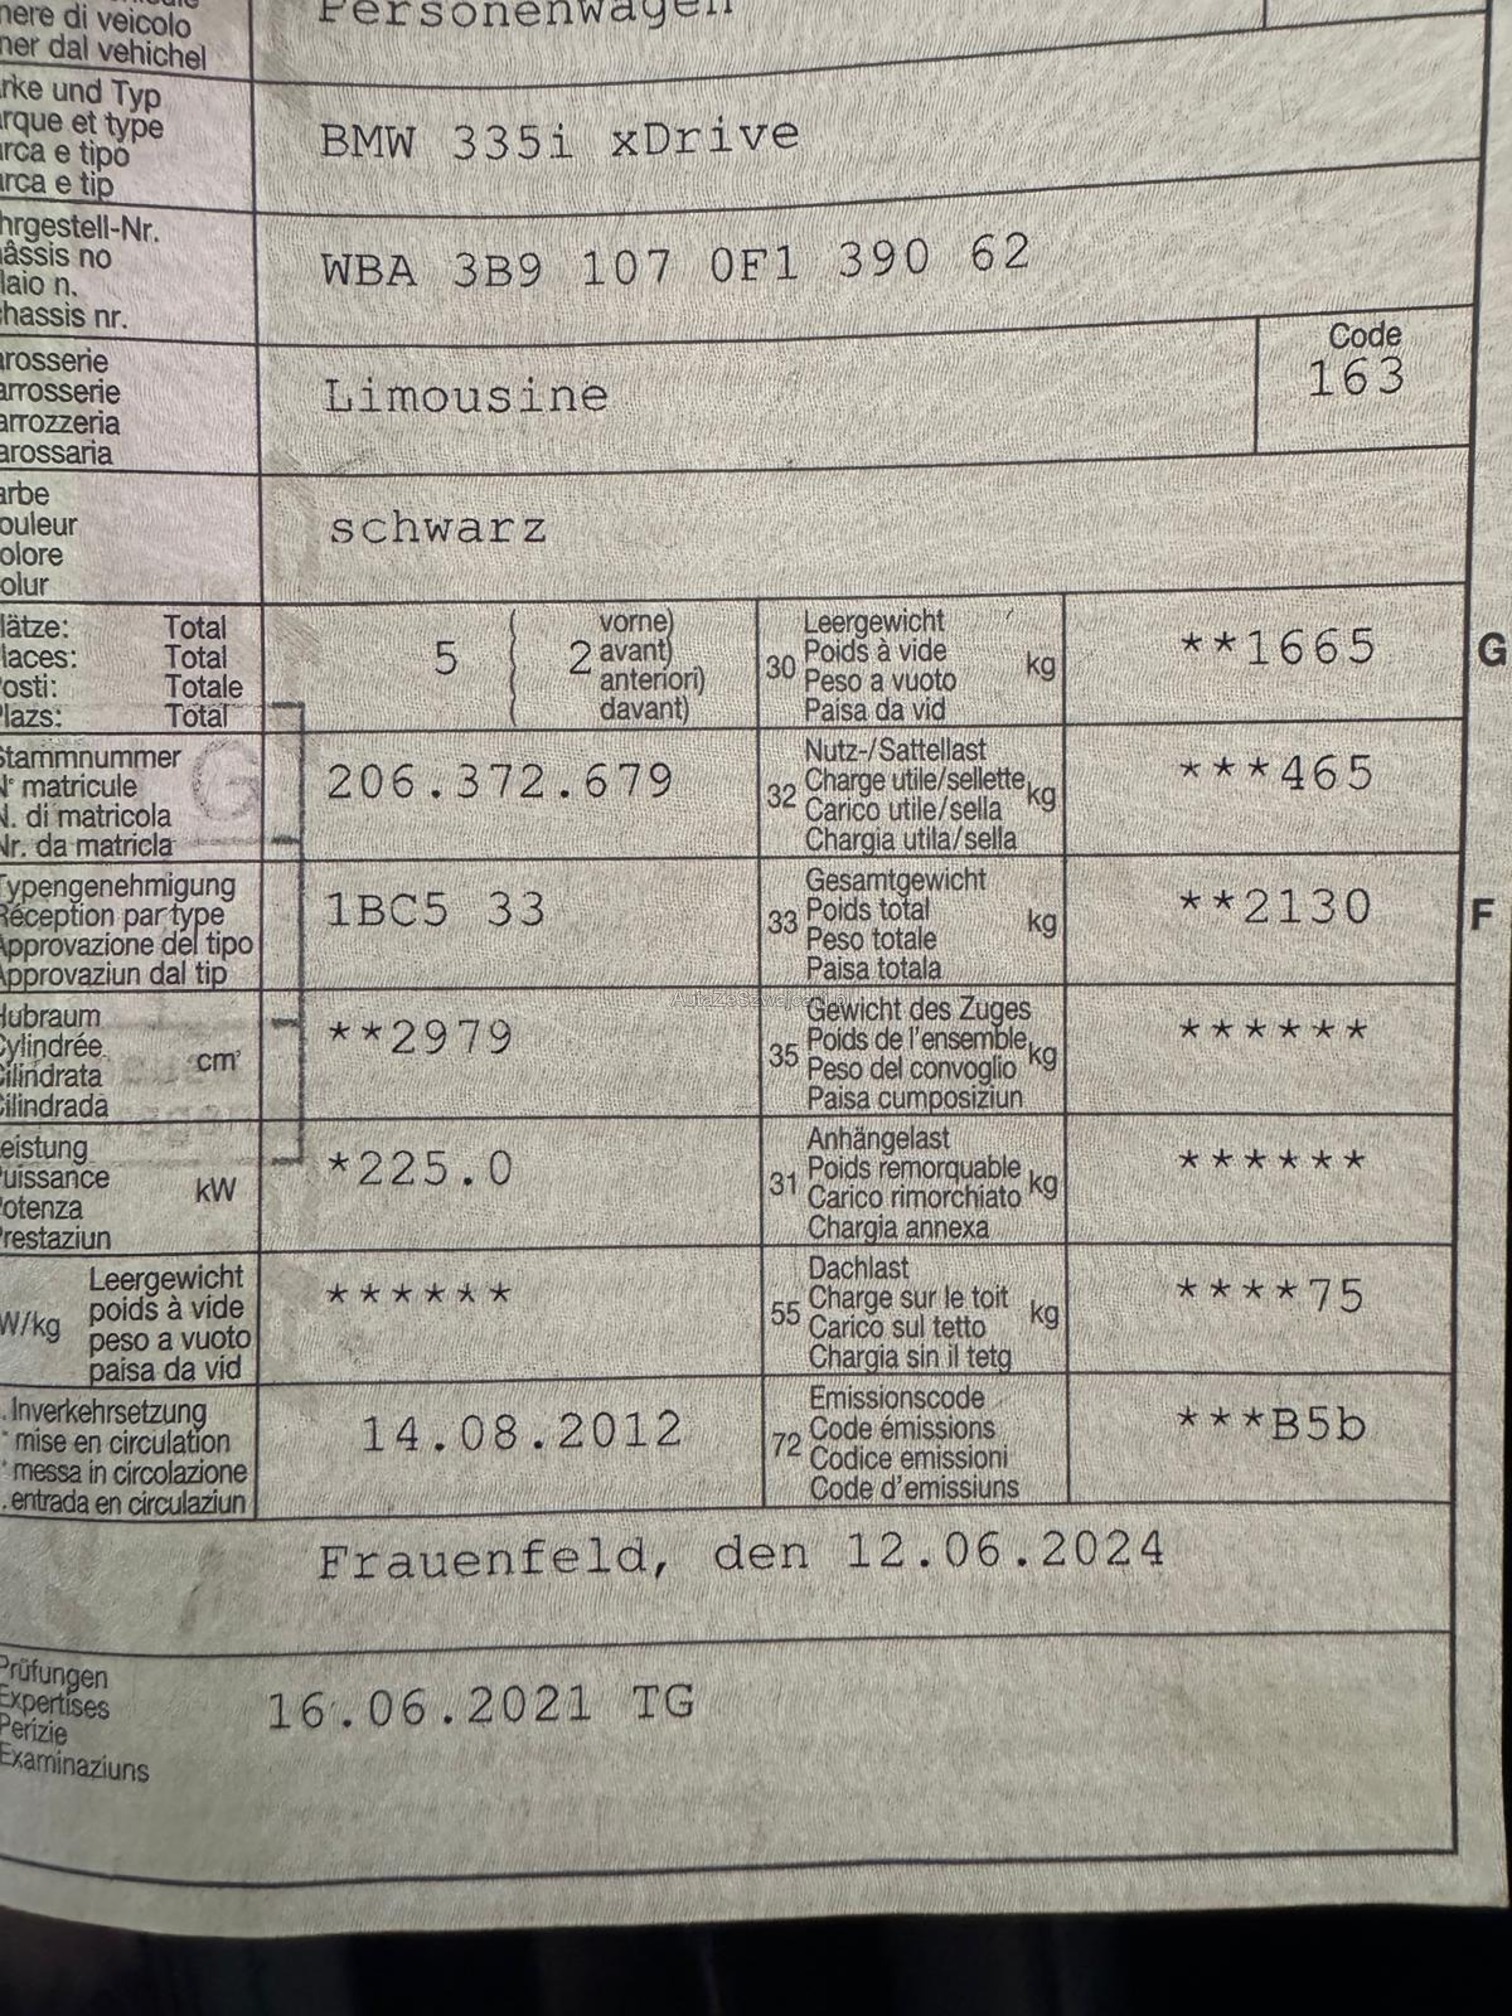 nere di veicolo
ner dal vehichel
Personenwagen
rke und Typ
rque et type
rca e tipo
rca e tip
BMW 335i xDrive
hrgestell-Nr.
âssis no
laio n.
hassis nr.
WBA 3B9 107 0F1 390 62
arosserie
arrosserie
arrozzeria
arossaria
Limousine
Code
163
arbe
ouleur
olore
olur
schwarz
lätze: Total
laces: Total
osti: Totale
lazs: Total
5 { 2 vorne)
avant)
anteriori)
davant)
30 Leergewicht
Poids à vide
Peso a vuoto
Paisa da vid
kg
**1665
G
Stammnummer
N° matricule
N. di matricola
Nr. da matricla
G
206.372.679
32 Nutz-/Sattellast
Charge utile/sellette
Carico utile/sella
Chargia utila/sella
kg
***465
Typengenehmigung
Réception par type
Approvazione del tipo
Approvaziun dal tip
1BC5 33
33 Gesamtgewicht
Poids total
Peso totale
Paisa totala
kg
**2130
F
Hubraum
Cylindrée
Cilindrata
Cilindrada
cm³
**2979
35 Gewicht des Zuges
Poids de l'ensemble
Peso del convoglio
Paisa cumposiziun
kg
******
eistung
Puissance
Potenza
Prestaziun
kW
*225.0
31 Anhängelast
Poids remorquable
Carico rimorchiato
Chargia annexa
kg
******
W/kg Leergewicht
poids à vide
peso a vuoto
paisa da vid
******
55 Dachlast
Charge sur le toit
Carico sul tetto
Chargia sin il tetg
kg
****75
. Inverkehrsetzung
mise en circulation
messa in circolazione
. entrada en circulaziun
14.08.2012
72 Emissionscode
Code émissions
Codice emissioni
Code d'emissiuns
***B5b
Frauenfeld, den 12.06.2024
Prüfungen
Expertises
Perizie
Examinaziuns
16.06.2021 TG